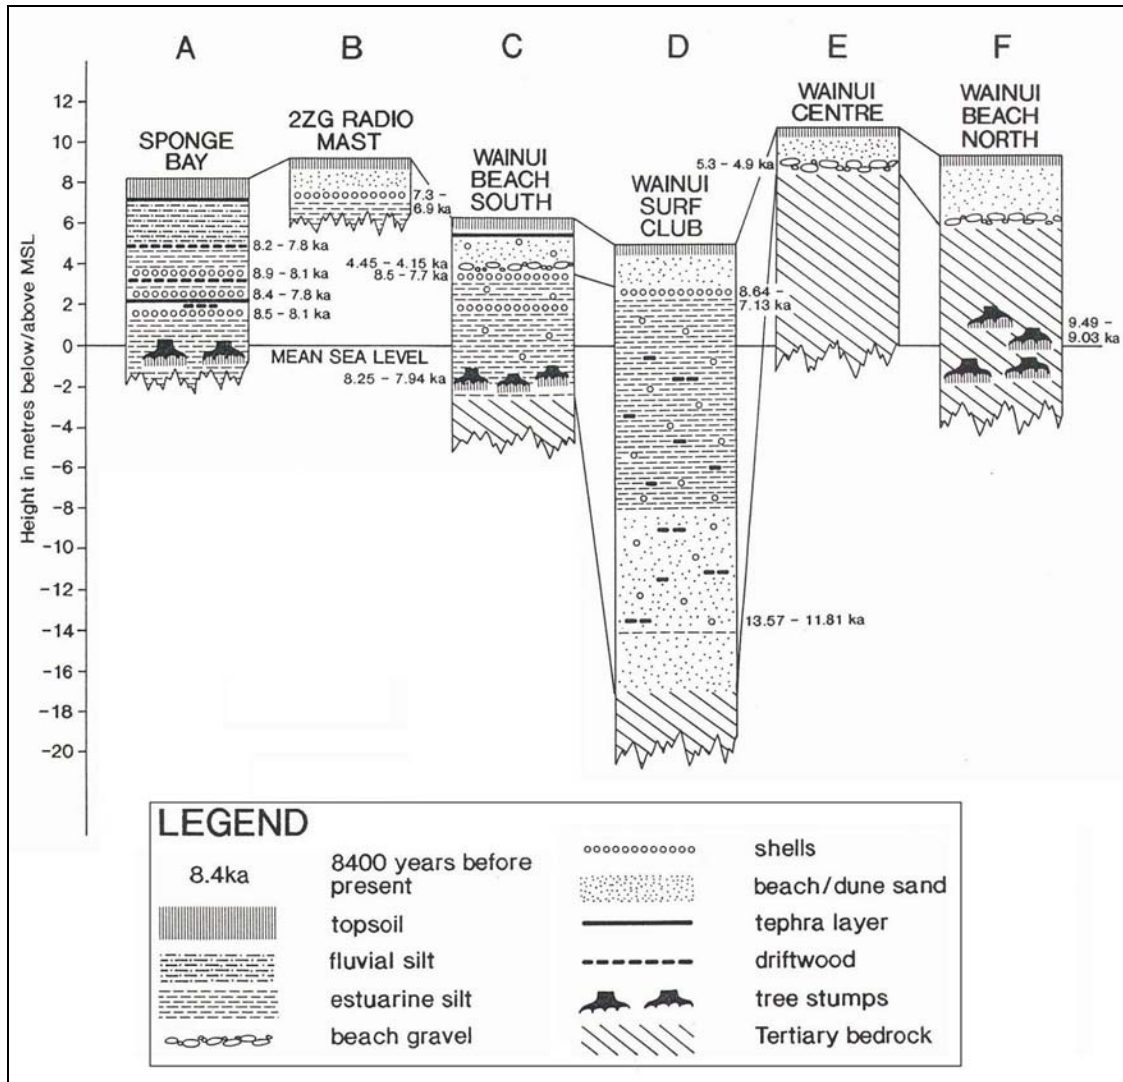 A
B
C
D
E
F
SPONGE
BAY
2ZG RADIO
MAST
WAINUI
BEACH
SOUTH
WAINUI
SURF
CLUB
WAINUI
CENTRE
WAINUI
BEACH
NORTH
Height in metres below/above MSL
12
10
8
6
4
2
0
-2
-4
-6
-8
-10
-12
-14
-16
-18
-20
8.2 - 7.8 ka
8.9 - 8.1 ka
8.4 - 7.8 ka
8.5 - 8.1 ka
7.3 -
6.9 ka
4.45 - 4.15 ka
8.5 - 7.7 ka
MEAN SEA LEVEL
8.25 - 7.94 ka
8.64 -
7.13 ka
13.57 - 11.81 ka
5.3 - 4.9 ka
9.49 -
9.03 ka
LEGEND
8.4ka
8400 years before
present
topsoil
fluvial silt
estuarine silt
beach gravel
shells
beach/dune sand
tephra layer
driftwood
tree stumps
Tertiary bedrock